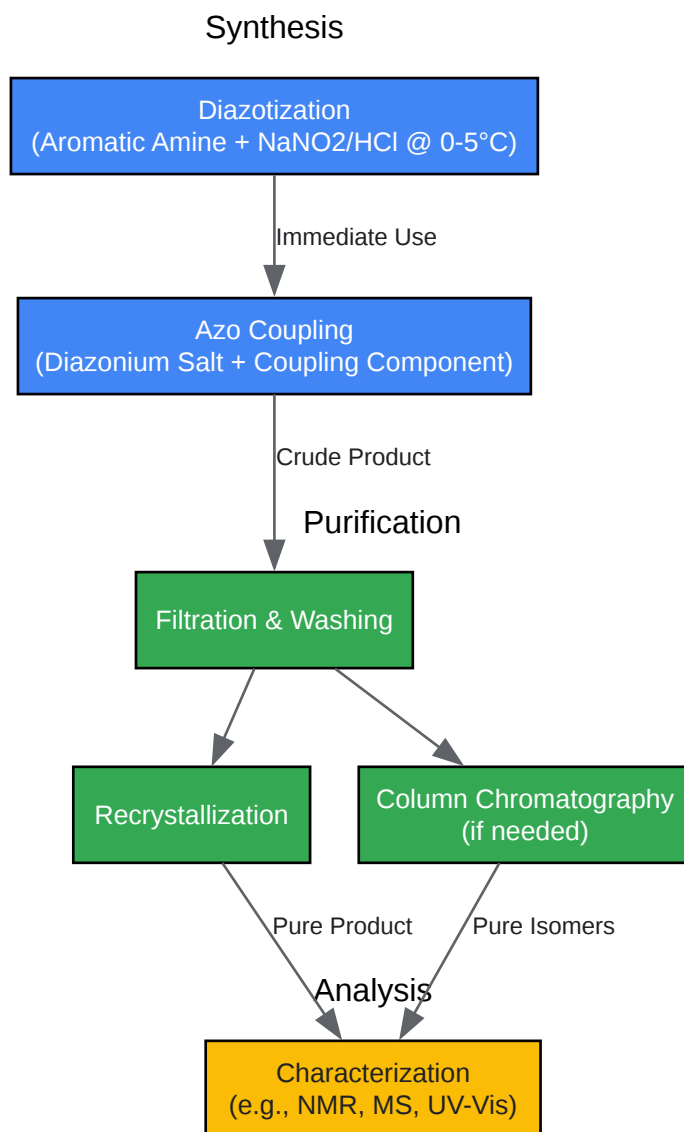 Synthesis
Diazotization
(Aromatic Amine + NaNO2/HCl @ 0-5°C)
Immediate Use
Azo Coupling
(Diazonium Salt + Coupling Component)
Crude Product
Purification
Filtration & Washing
Recrystallization
Column Chromatography
(if needed)
Pure Product
Pure Isomers
Analysis
Characterization
(e.g., NMR, MS, UV-Vis)